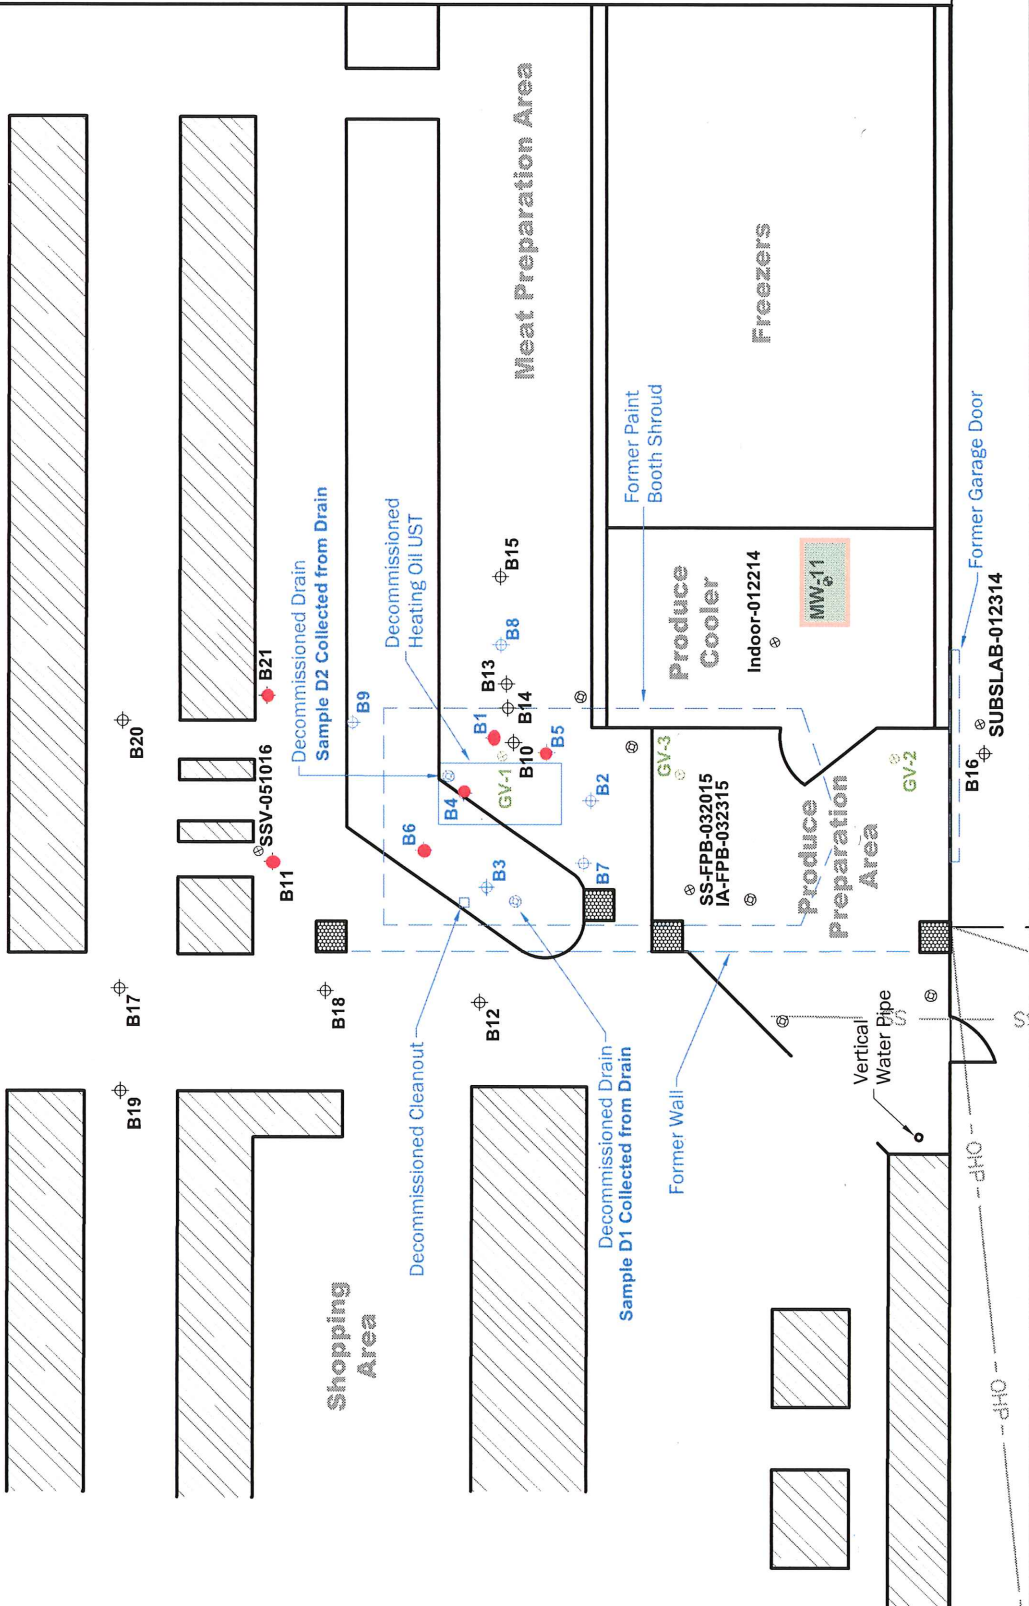 Meat Preparation Area
Freezers
Former Paint
Booth Shroud
Former Garage Door
Decommissioned Drain
Sample D2 Collected from Drain
Decommissioned
Heating Oil UST
B15
B8
B13
B14
B21
B20
B9
B1
B10
B5
GV-1
B4
B6
B2
B3
B7
SSV-051016
B11
Produce
Cooler
Indoor-012214
MW-11
SUBSLAB-012314
B16
GV-3
GV-2
SS-FPB-032015
IA-FPB-032315
Produce
Preparation
Area
B17
B18
B12
B19
Decommissioned Cleanout
Decommissioned Drain
Sample D1 Collected from Drain
Former Wall
Vertical
Water Pipe
SS
S
OHP
OHP
Shopping
Area